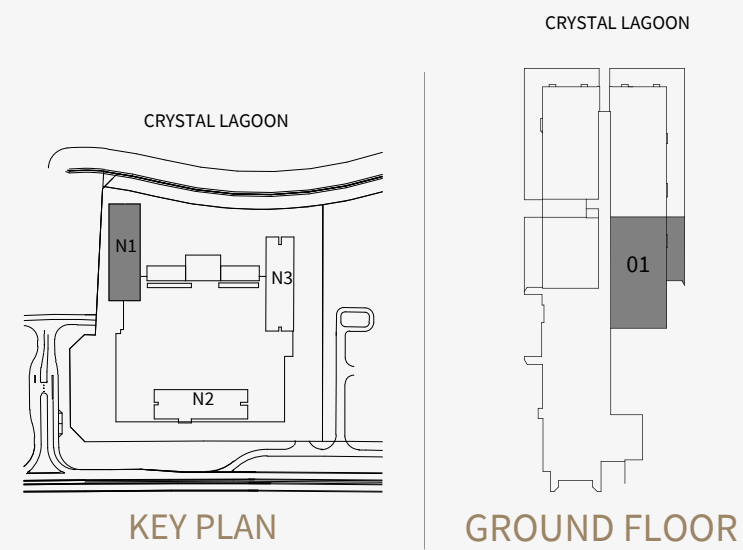 CRYSTAL LAGOON
N1
N3
N2
KEY PLAN
CRYSTAL LAGOON
01
GROUND FLOOR